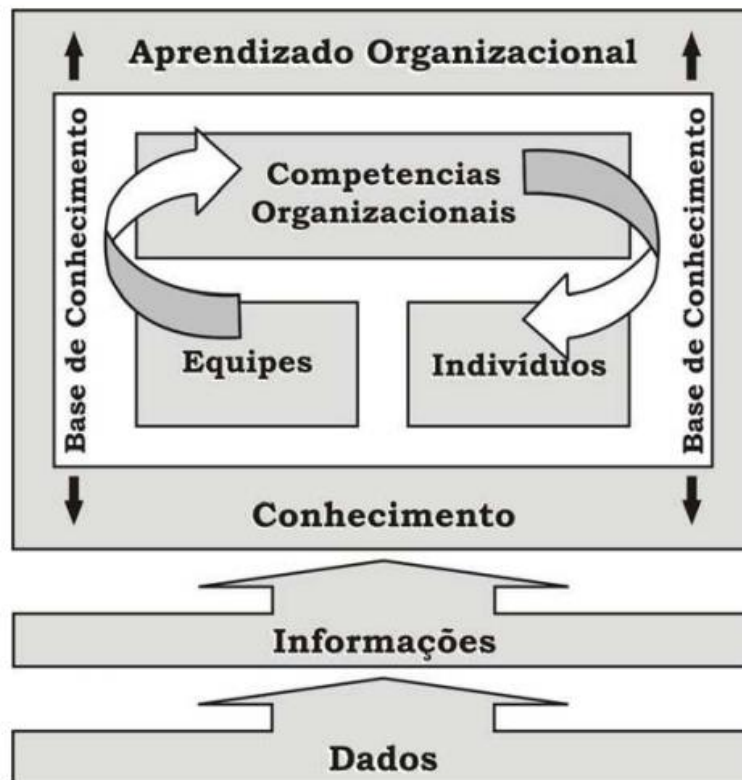 Aprendizado Organizacional
Base de Conhecimento
Competencias
Organizacionais
Base de Conhecimento
Equipes
Indivíduos
Conhecimento
Informações
Dados